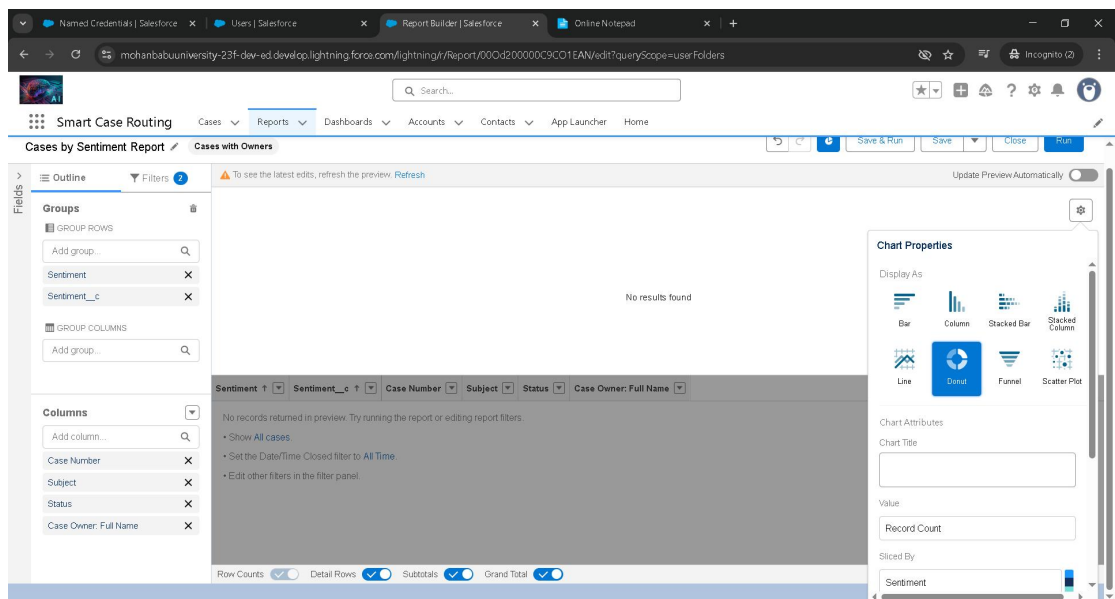 Named Credentials | Salesforce
Users | Salesforce
Report Builder | Salesforce
Online Notepad
mohanbabuuniversity-23f-dev-ed.develop.lightning.force.com/lightning/r/Report/00Od200000C9CO1EAN/edit?queryScope=userFolders
Incognito (2)
AI
Search...
Smart Case Routing
Cases
Reports
Dashboards
Accounts
Contacts
App Launcher
Home
Cases by Sentiment Report
Cases with Owners
Save & Run
Save
Close
Run
Fields
Outline
Filters 2
To see the latest edits, refresh the preview. Refresh
Update Preview Automatically
Groups
GROUP ROWS
Add group...
Sentiment
Sentiment__c
GROUP COLUMNS
Add group...
Columns
Add column...
Case Number
Subject
Status
Case Owner: Full Name
No results found
Sentiment ↑ Sentiment__c ↑ Case Number Subject Status Case Owner: Full Name
No records returned in preview. Try running the report or editing report filters.
• Show All cases.
• Set the Date/Time Closed filter to All Time.
• Edit other filters in the filter panel.
Row Counts Detail Rows Subtotals Grand Total
Chart Properties
Display As
Bar Column Stacked Bar Stacked Column
Line Donut Funnel Scatter Plot
Chart Attributes
Chart Title
Value
Record Count
Sliced By
Sentiment